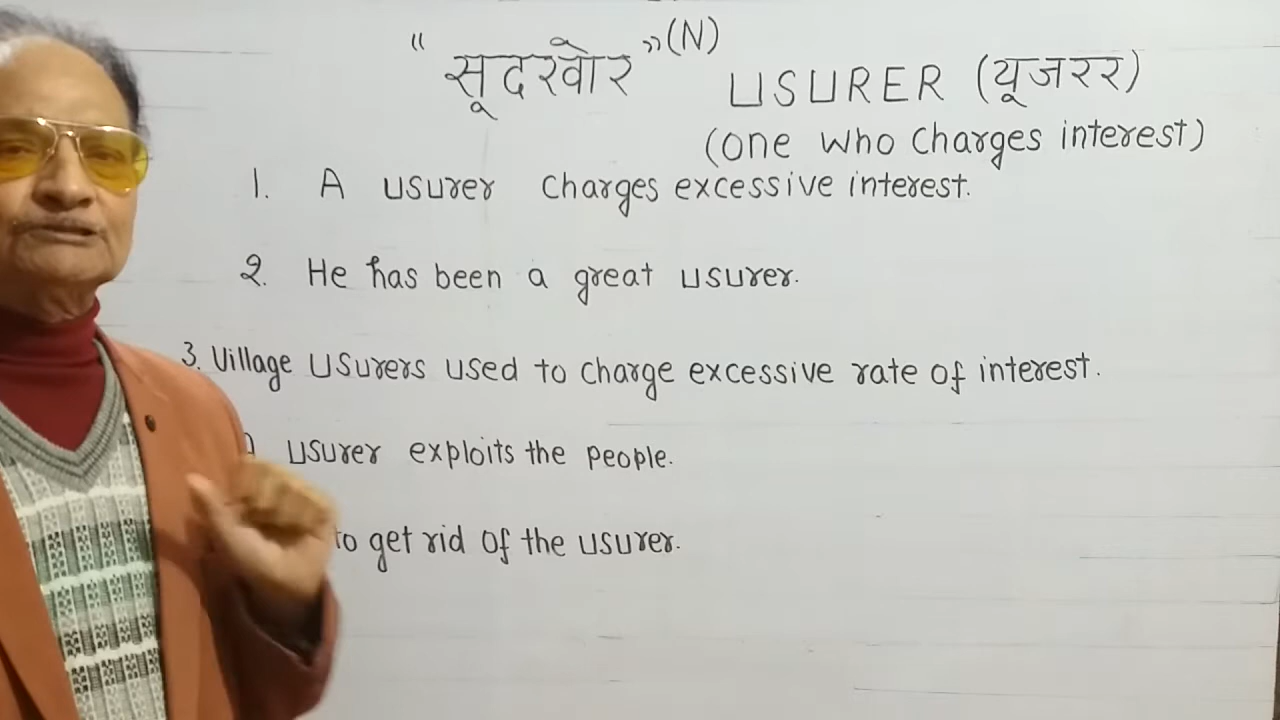 "सूदखोर" (N) USURER (यूजरर)
(one who charges interest)
1. A usurer charges excessive interest.
2. He has been a great usurer.
3. Village usurers used to charge excessive rate of interest.
usurer exploits the people.
to get rid of the usurer.